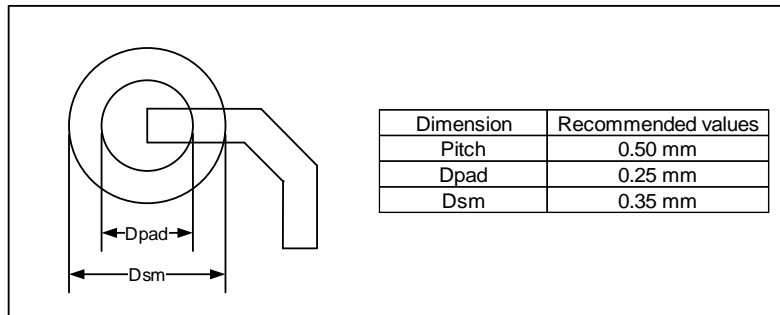 Dimension Recommended values
Pitch 0.50 mm
Dpad 0.25 mm
Dsm 0.35 mm
Dpad
Dsm